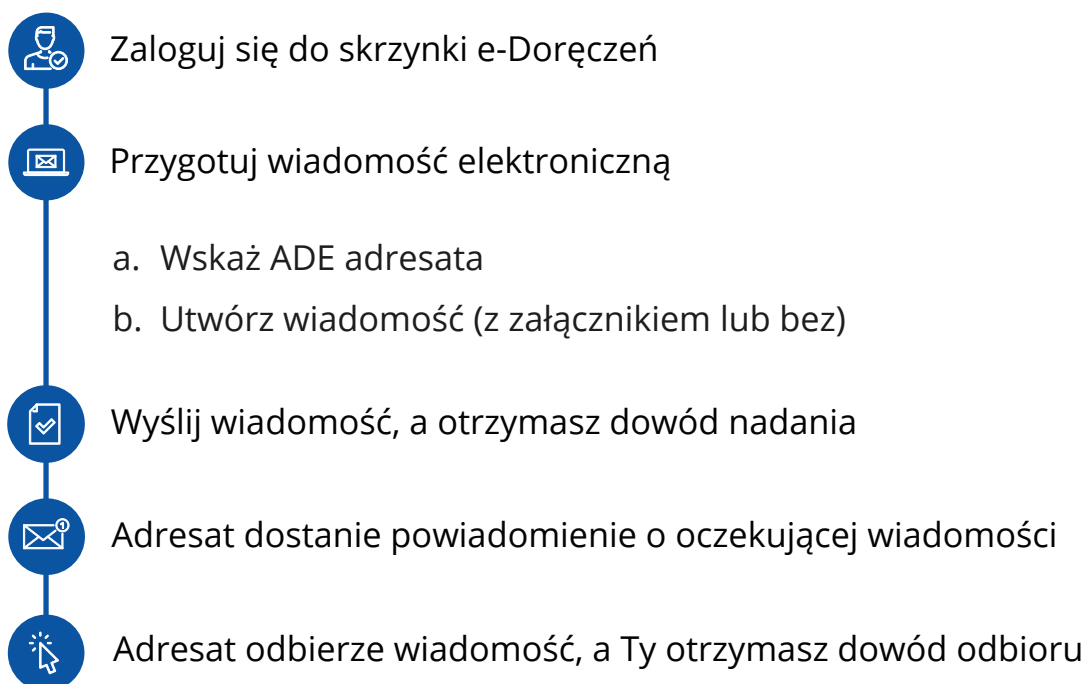 Zaloguj się do skrzynki e-Doręczeń
Przygotuj wiadomość elektroniczną
a. Wskaż ADE adresata
b. Utwórz wiadomość (z załącznikiem lub bez)
Wyślij wiadomość, a otrzymasz dowód nadania
1
Adresat dostanie powiadomienie o oczekującej wiadomości
Adresat odbierze wiadomość, a Ty otrzymasz dowód odbioru